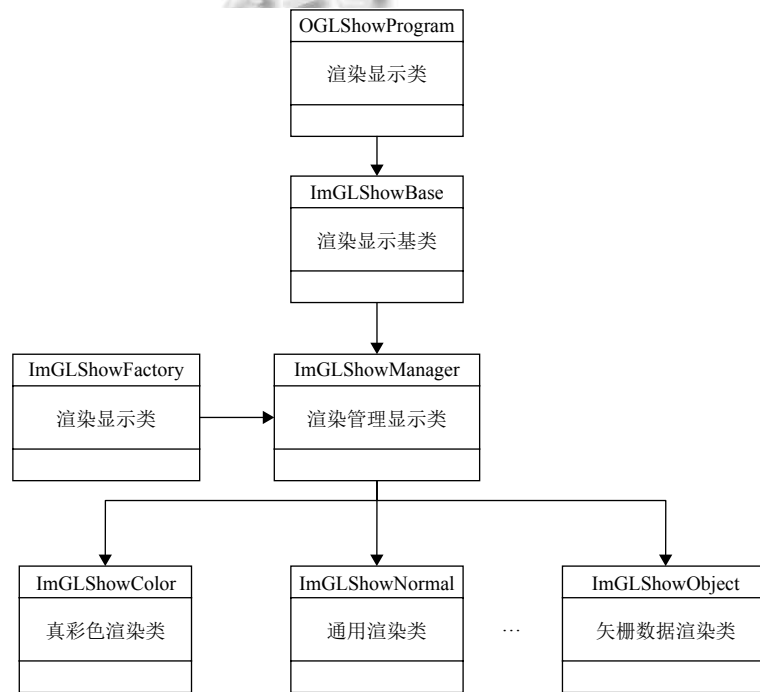 OGLShowProgram
渲染显示类
ImGLShowBase
渲染显示基类
ImGLShowFactory
渲染显示类
ImGLShowManager
渲染管理显示类
ImGLShowColor
真彩色渲染类
ImGLShowNormal
通用渲染类
…
ImGLShowObject
矢栅数据渲染类